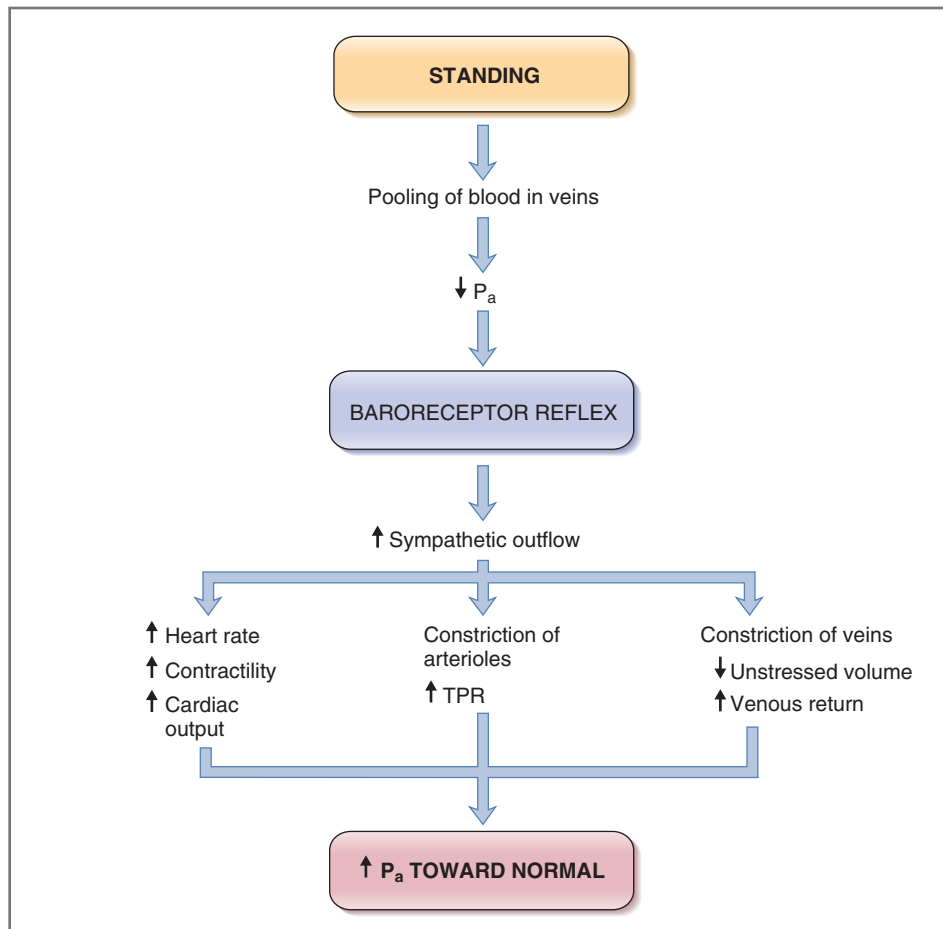 STANDING
Pooling of blood in veins
↓ Pₐ
BARORECEPTOR REFLEX
↑ Sympathetic outflow
↑ Heart rate
↑ Contractility
↑ Cardiac
output
Constriction of
arterioles
↑ TPR
Constriction of veins
↓ Unstressed volume
↑ Venous return
↑ Pₐ TOWARD NORMAL